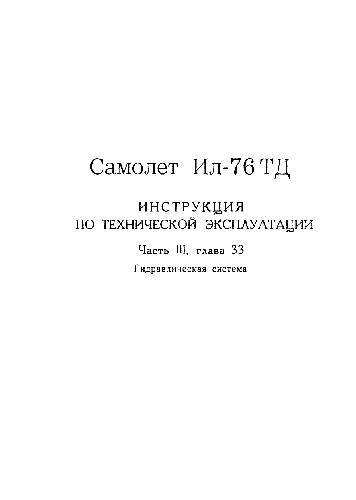 Самолет Ил-76 ТД
ИНСТРУКЦИЯ
ПО ТЕХНИЧЕСКОЙ ЭКСПЛУАТАЦИИ
Часть III, глава 33
Гидравлическая система